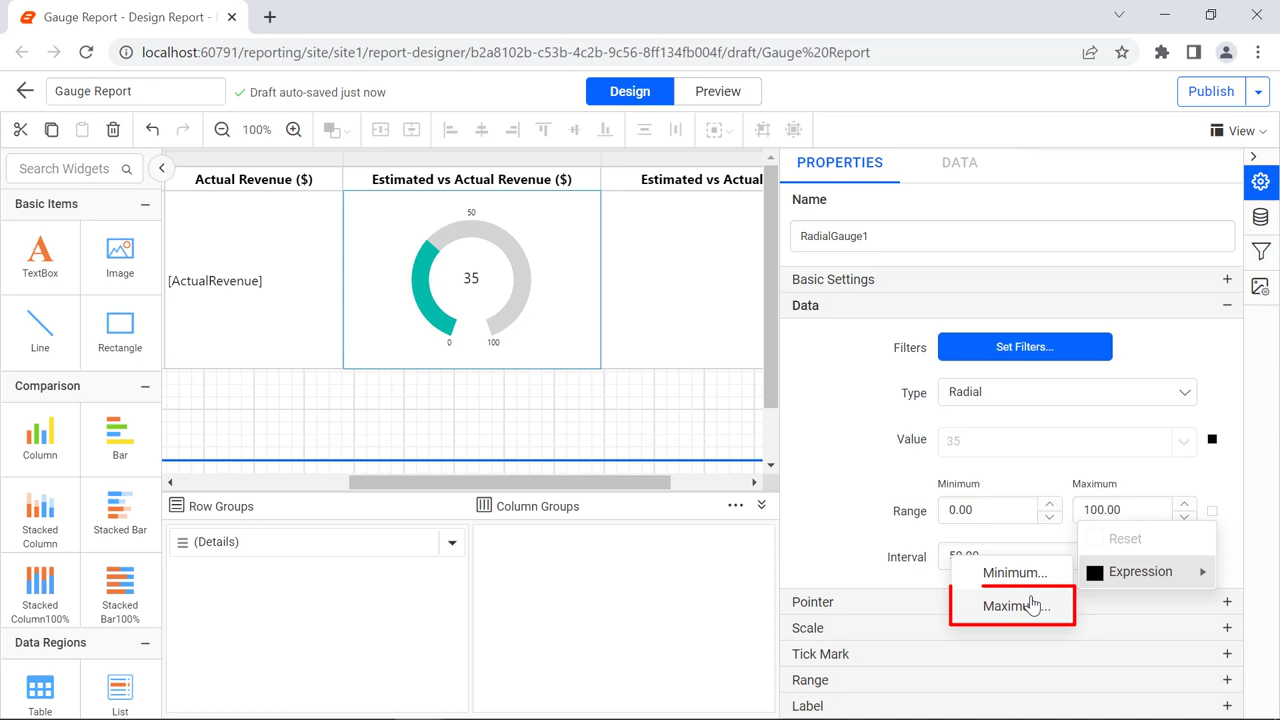 Gauge Report - Design Report -
localhost:60791/reporting/site/site1/report-designer/b2a8102b-c53b-4c2b-9c56-8ff134fb004f/draft/Gauge%20Report
Gauge Report
Draft auto-saved just now
Design
Preview
Publish
100%
View
Search Widgets
Basic Items
TextBox
Image
Line
Rectangle
Comparison
Column
Bar
Stacked
Column
Stacked Bar
Stacked
Column100%
Stacked
Bar100%
Data Regions
Table
List
Actual Revenue ($)
Estimated vs Actual Revenue ($)
Estimated vs Actual
[ActualRevenue]
50
35
0
100
Row Groups
Column Groups
(Details)
PROPERTIES
DATA
Name
RadialGauge1
Basic Settings
Data
Filters
Set Filters...
Type
Radial
Value
35
Minimum
Maximum
Range
0.00
100.00
Interval
50.00
Reset
Expression
Minimum...
Pointer
Scale
Tick Mark
Range
Label